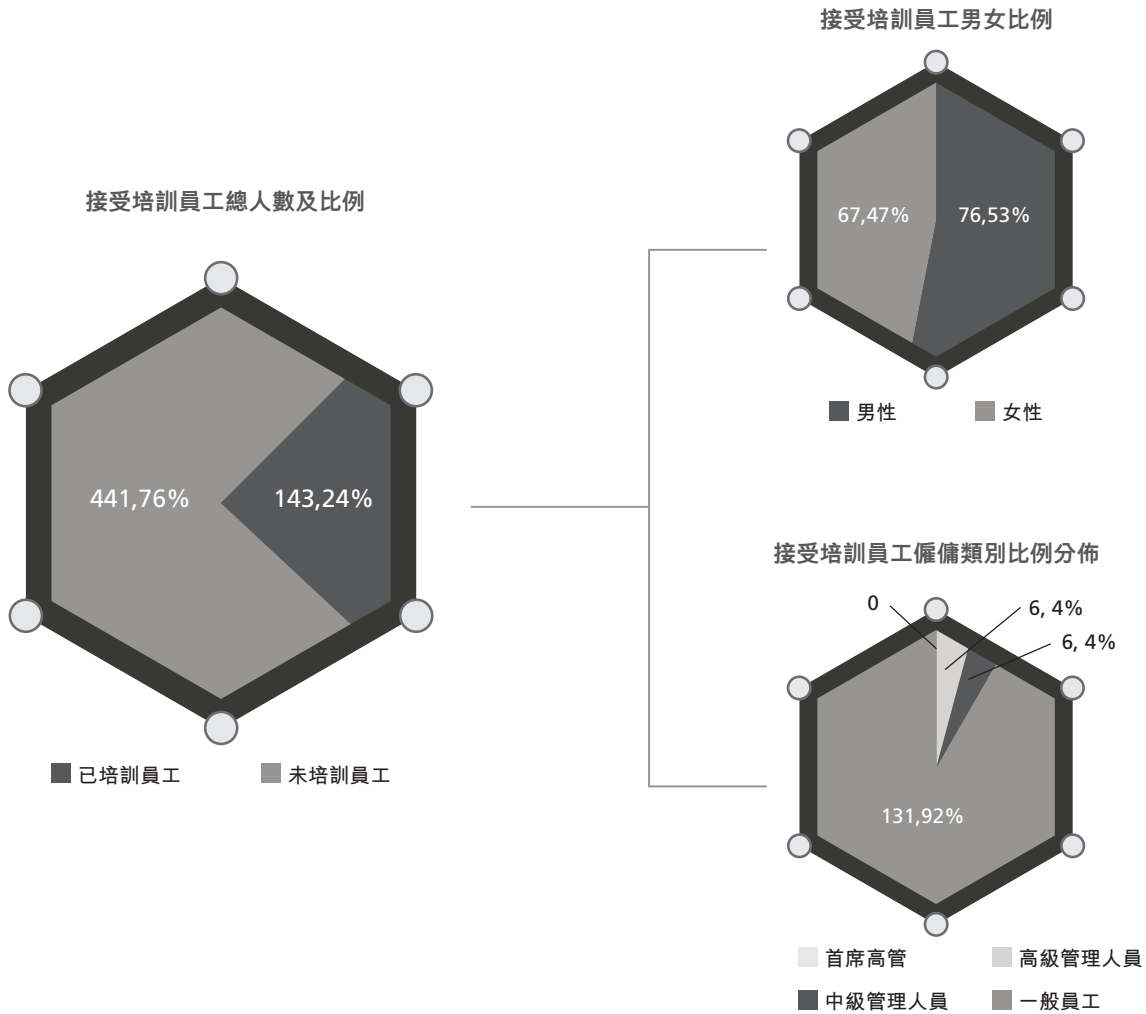 接受培訓員工總人數及比例
441,76%
143,24%
已培訓員工
未培訓員工
接受培訓員工男女比例
67,47%
76,53%
男性
女性
接受培訓員工僱傭類別比例分佈
0
6, 4%
6, 4%
131,92%
首席高管
高級管理人員
中級管理人員
一般員工